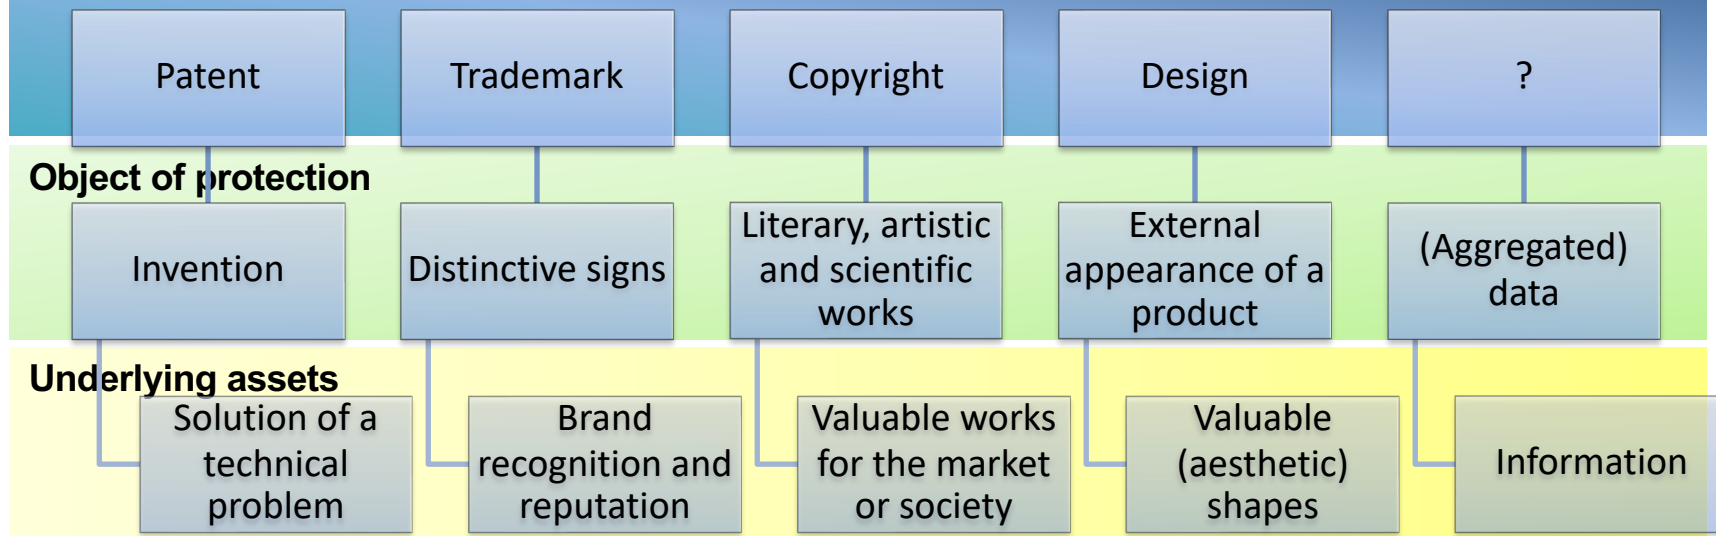 Patent
Trademark
Copyright
Design
?
Object of protection
Invention
Distinctive signs
Literary, artistic
and scientific
works
External
appearance of a
product
(Aggregated)
data
Underlying assets
Solution of a
technical
problem
Brand
recognition and
reputation
Valuable works
for the market
or society
Valuable
(aesthetic)
shapes
Information